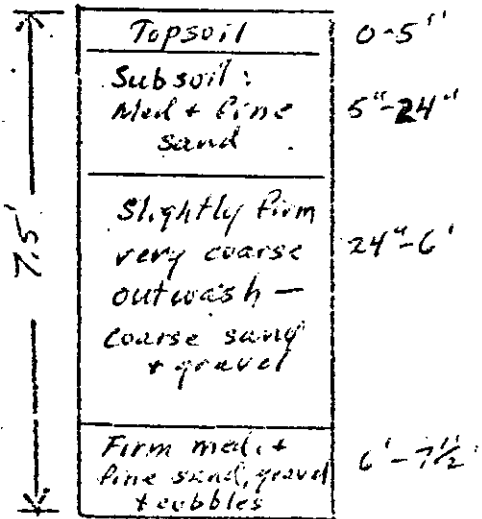 Topsoil 0-5"
Subsoil:
Med + fine 5"-24"
sand
7.5'
Slightly firm
very coarse 24"-6'
outwash —
coarse sand
+ gravel
Firm med. +
fine sand, gravel 6'-7½'
+ cobbles